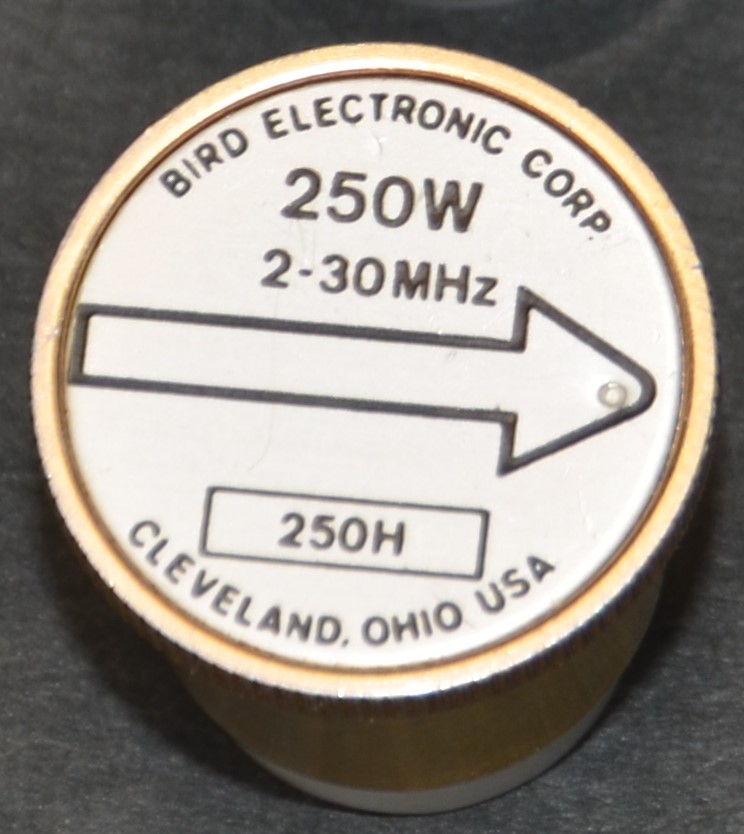 BIRD ELECTRONIC CORP.
250W
2-30MHz
250H
CLEVELAND, OHIO USA